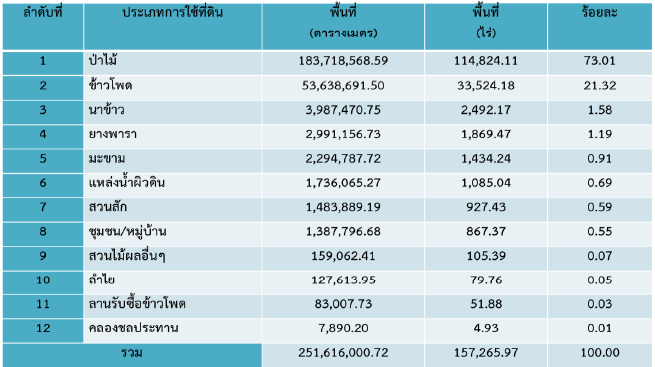 ลำดับที่ ประเภทการใช้ที่ดิน พื้นที่ พื้นที่ ร้อยละ
(ตารางเมตร) (ไร่)
1 ป่าไม้ 183,718,568.59 114,824.11 73.01
2 ข้าวโพด 53,638,691.50 33,524.18 21.32
3 นาข้าว 3,987,470.75 2,492.17 1.58
4 ยางพารา 2,991,156.73 1,869.47 1.19
5 มะขาม 2,294,787.72 1,434.24 0.91
6 แหล่งน้ำผิวดิน 1,736,065.27 1,085.04 0.69
7 สวนสัก 1,483,889.19 927.43 0.59
8 ชุมชน/หมู่บ้าน 1,387,796.68 867.37 0.55
9 สวนไม้ผลอื่นๆ 159,062.41 105.39 0.07
10 ลำไย 127,613.95 79.76 0.05
11 ลานรับซื้อข้าวโพด 83,007.73 51.88 0.03
12 คลองชลประทาน 7,890.20 4.93 0.01
รวม 251,616,000.72 157,265.97 100.00